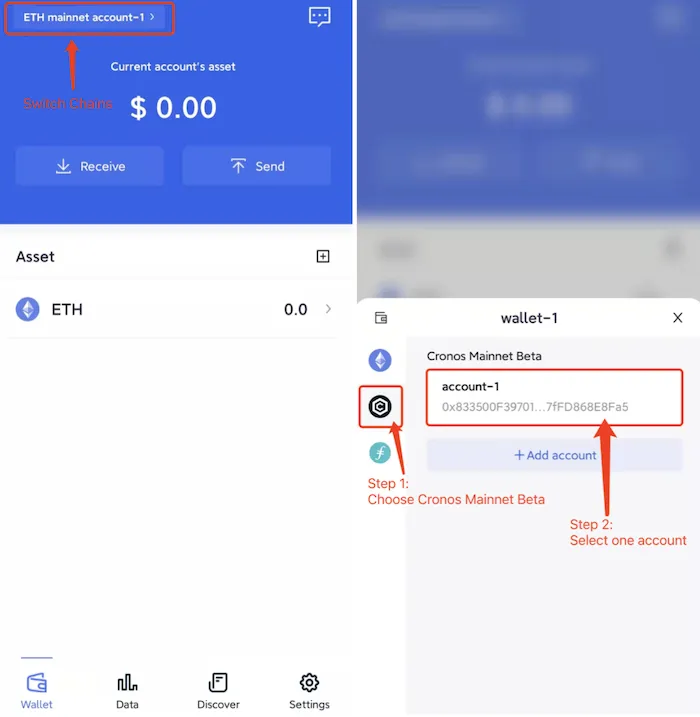 ETH mainnet account-1 >
Current account's asset
Switch Chains
$ 0.00
Receive
Send
Asset
ETH
0.0 >
Wallet
Data
Discover
Settings
wallet-1
X
Cronos Mainnet Beta
account-1
0x833500F39701...7fFD868E8Fa5
+ Add account
Step 1:
Choose Cronos Mainnet Beta
Step 2:
Select one account